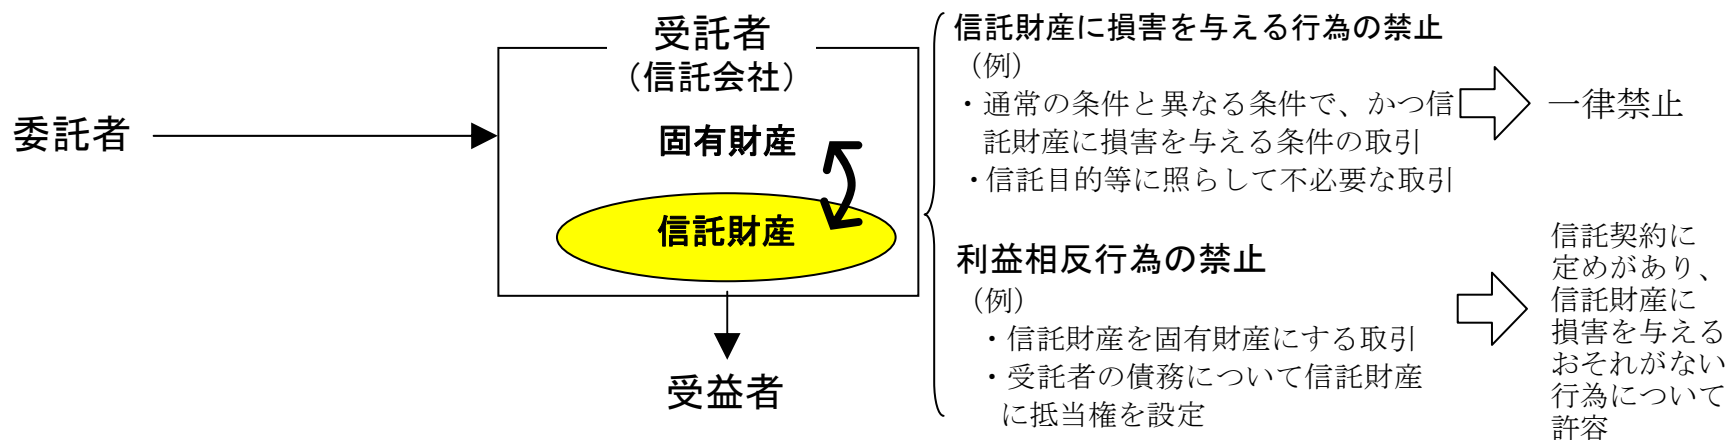 委託者
受託者
（信託会社）
固有財産
信託財産
受益者
信託財産に損害を与える行為の禁止
（例）
・通常の条件と異なる条件で、かつ信
託財産に損害を与える条件の取引
・信託目的等に照らして不必要な取引
一律禁止
利益相反行為の禁止
（例）
・信託財産を固有財産にする取引
・受託者の債務について信託財産
に抵当権を設定
信託契約に
定めがあり、
信託財産に
損害を与える
おそれがない
行為について
許容